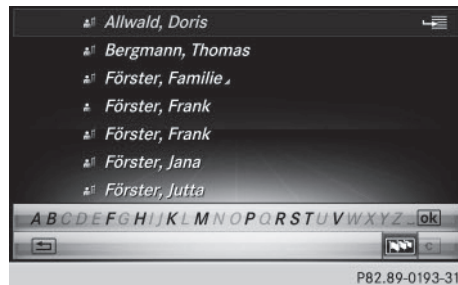 Allwald, Doris
Bergmann, Thomas
Förster, Familie
Förster, Frank
Förster, Frank
Förster, Jana
Förster, Jutta
A B C D E F G H I J K L M N O P Q R S T U V W X Y Z _ ok
C
P82.89-0193-31